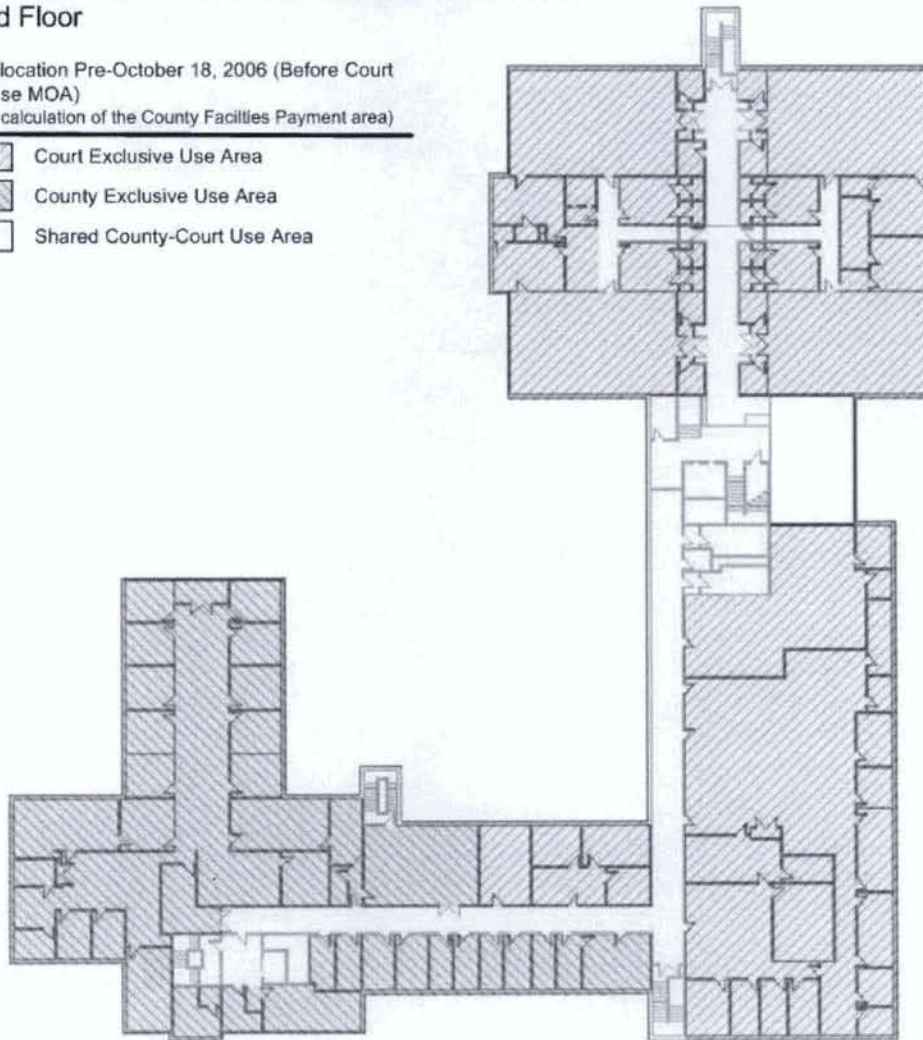 d Floor
location Pre-October 18, 2006 (Before Court
se MOA)
calculation of the County Facilities Payment area)
Court Exclusive Use Area
County Exclusive Use Area
Shared County-Court Use Area